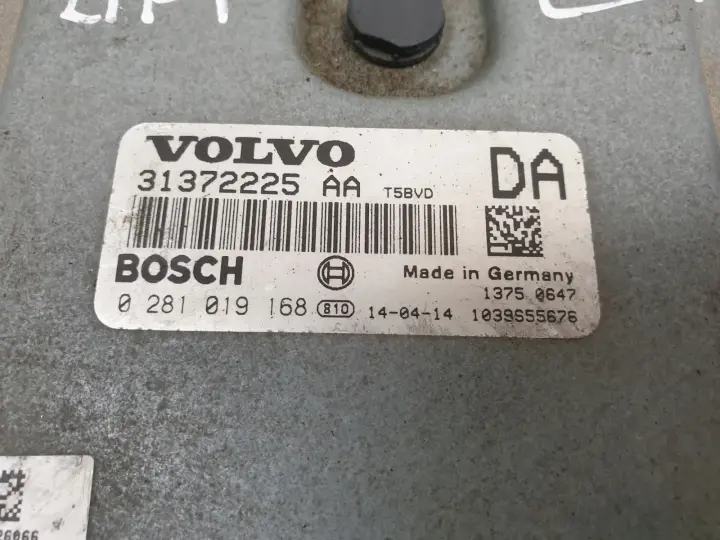 VOLVO
31372225 AA T5BVD
DA
BOSCH
Made in Germany
1375 0647
0 281 019 168 810 14-04-14 1039S55676
26066